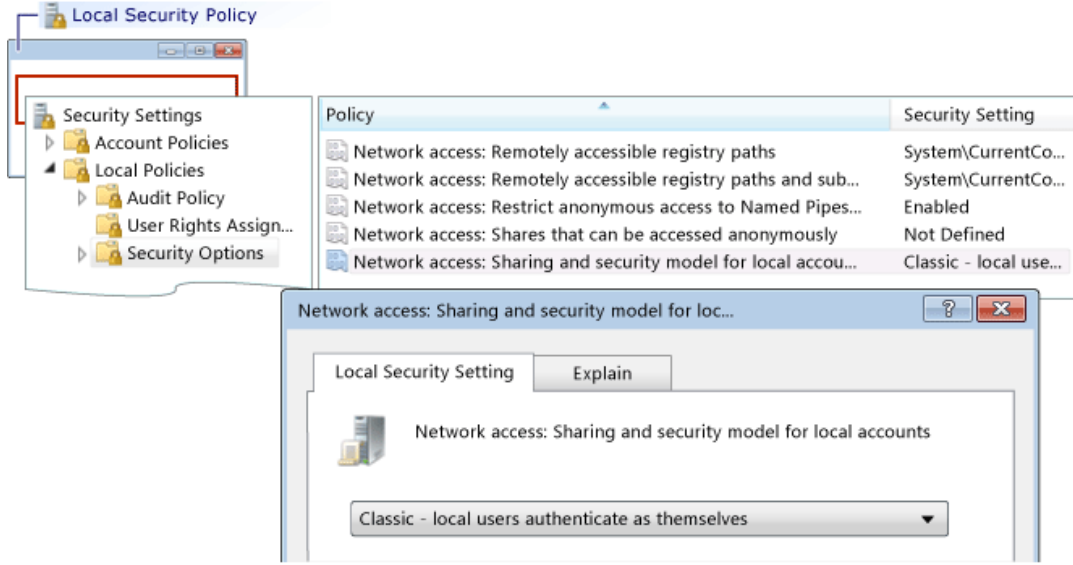 Local Security Policy
Security Settings
Account Policies
Local Policies
Audit Policy
User Rights Assign...
Security Options
Policy Security Setting
Network access: Remotely accessible registry paths System\CurrentCo...
Network access: Remotely accessible registry paths and sub... System\CurrentCo...
Network access: Restrict anonymous access to Named Pipes... Enabled
Network access: Shares that can be accessed anonymously Not Defined
Network access: Sharing and security model for local accou... Classic - local use...
Network access: Sharing and security model for loc...
Local Security Setting Explain
Network access: Sharing and security model for local accounts
Classic - local users authenticate as themselves